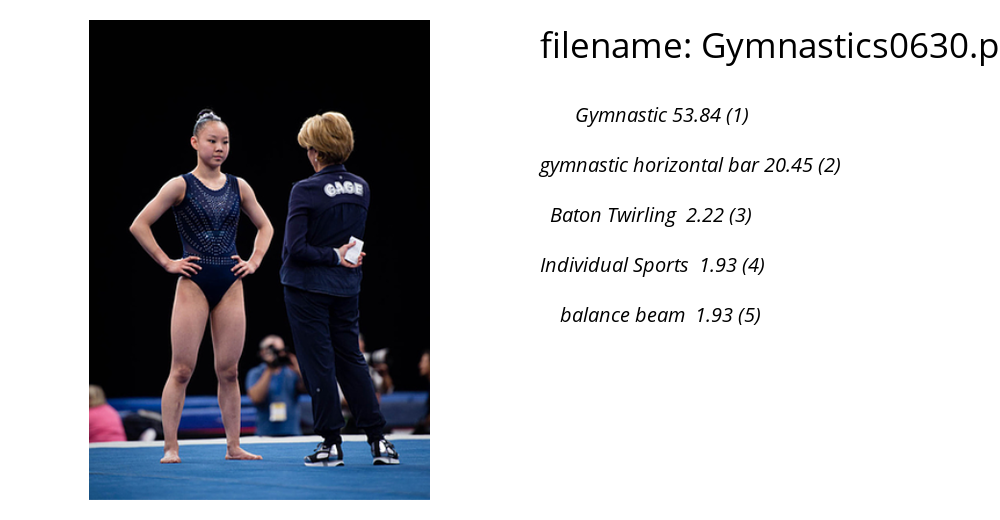 filename: Gymnastics0630.p
Gymnastic 53.84 (1)
gymnastic horizontal bar 20.45 (2)
Baton Twirling 2.22 (3)
Individual Sports 1.93 (4)
balance beam 1.93 (5)
GAGE